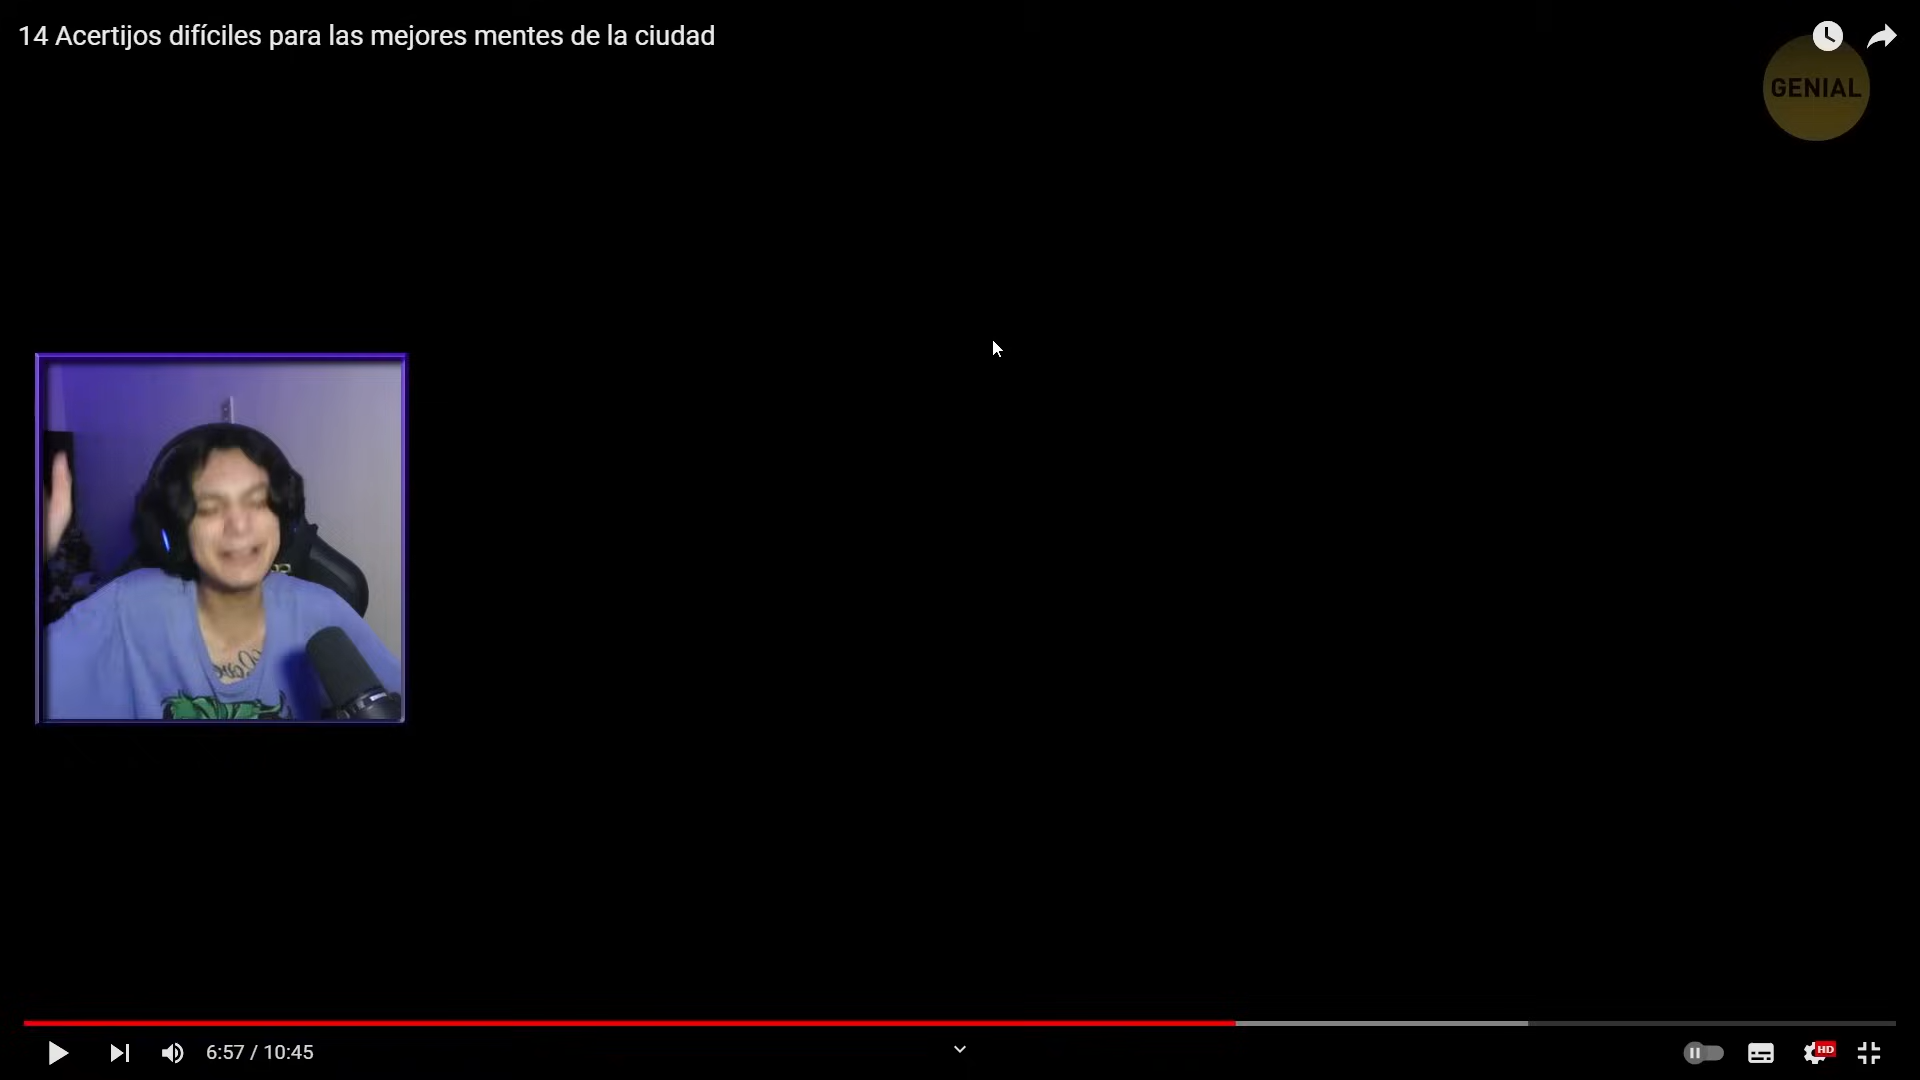 14 Acertijos difíciles para las mejores mentes de la ciudad
GENIAL
6:57 / 10:45
HD